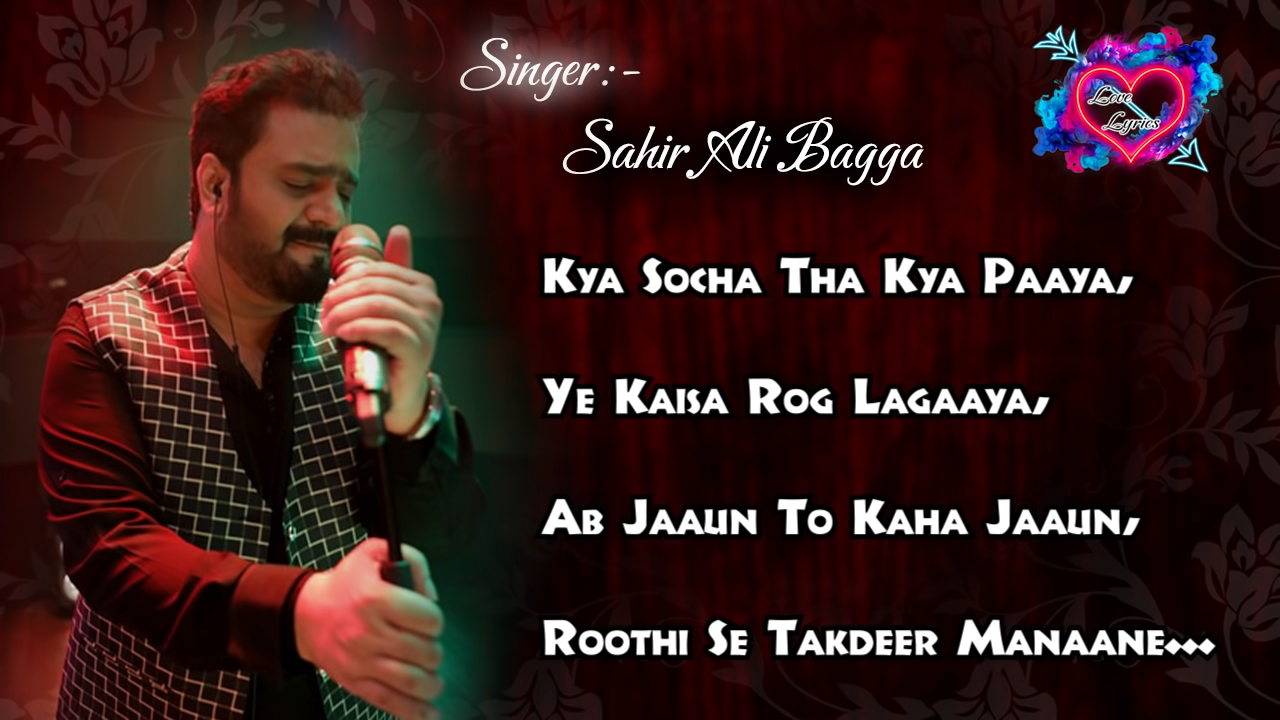 Singer:-
Sahir Ali Bagga
Love
Lyrics
Kya Socha Tha Kya Paaya,
Ye Kaisa Rog Lagaaya,
Ab Jaaun To Kaha Jaaun,
Roothi Se Takdeer Manaane...